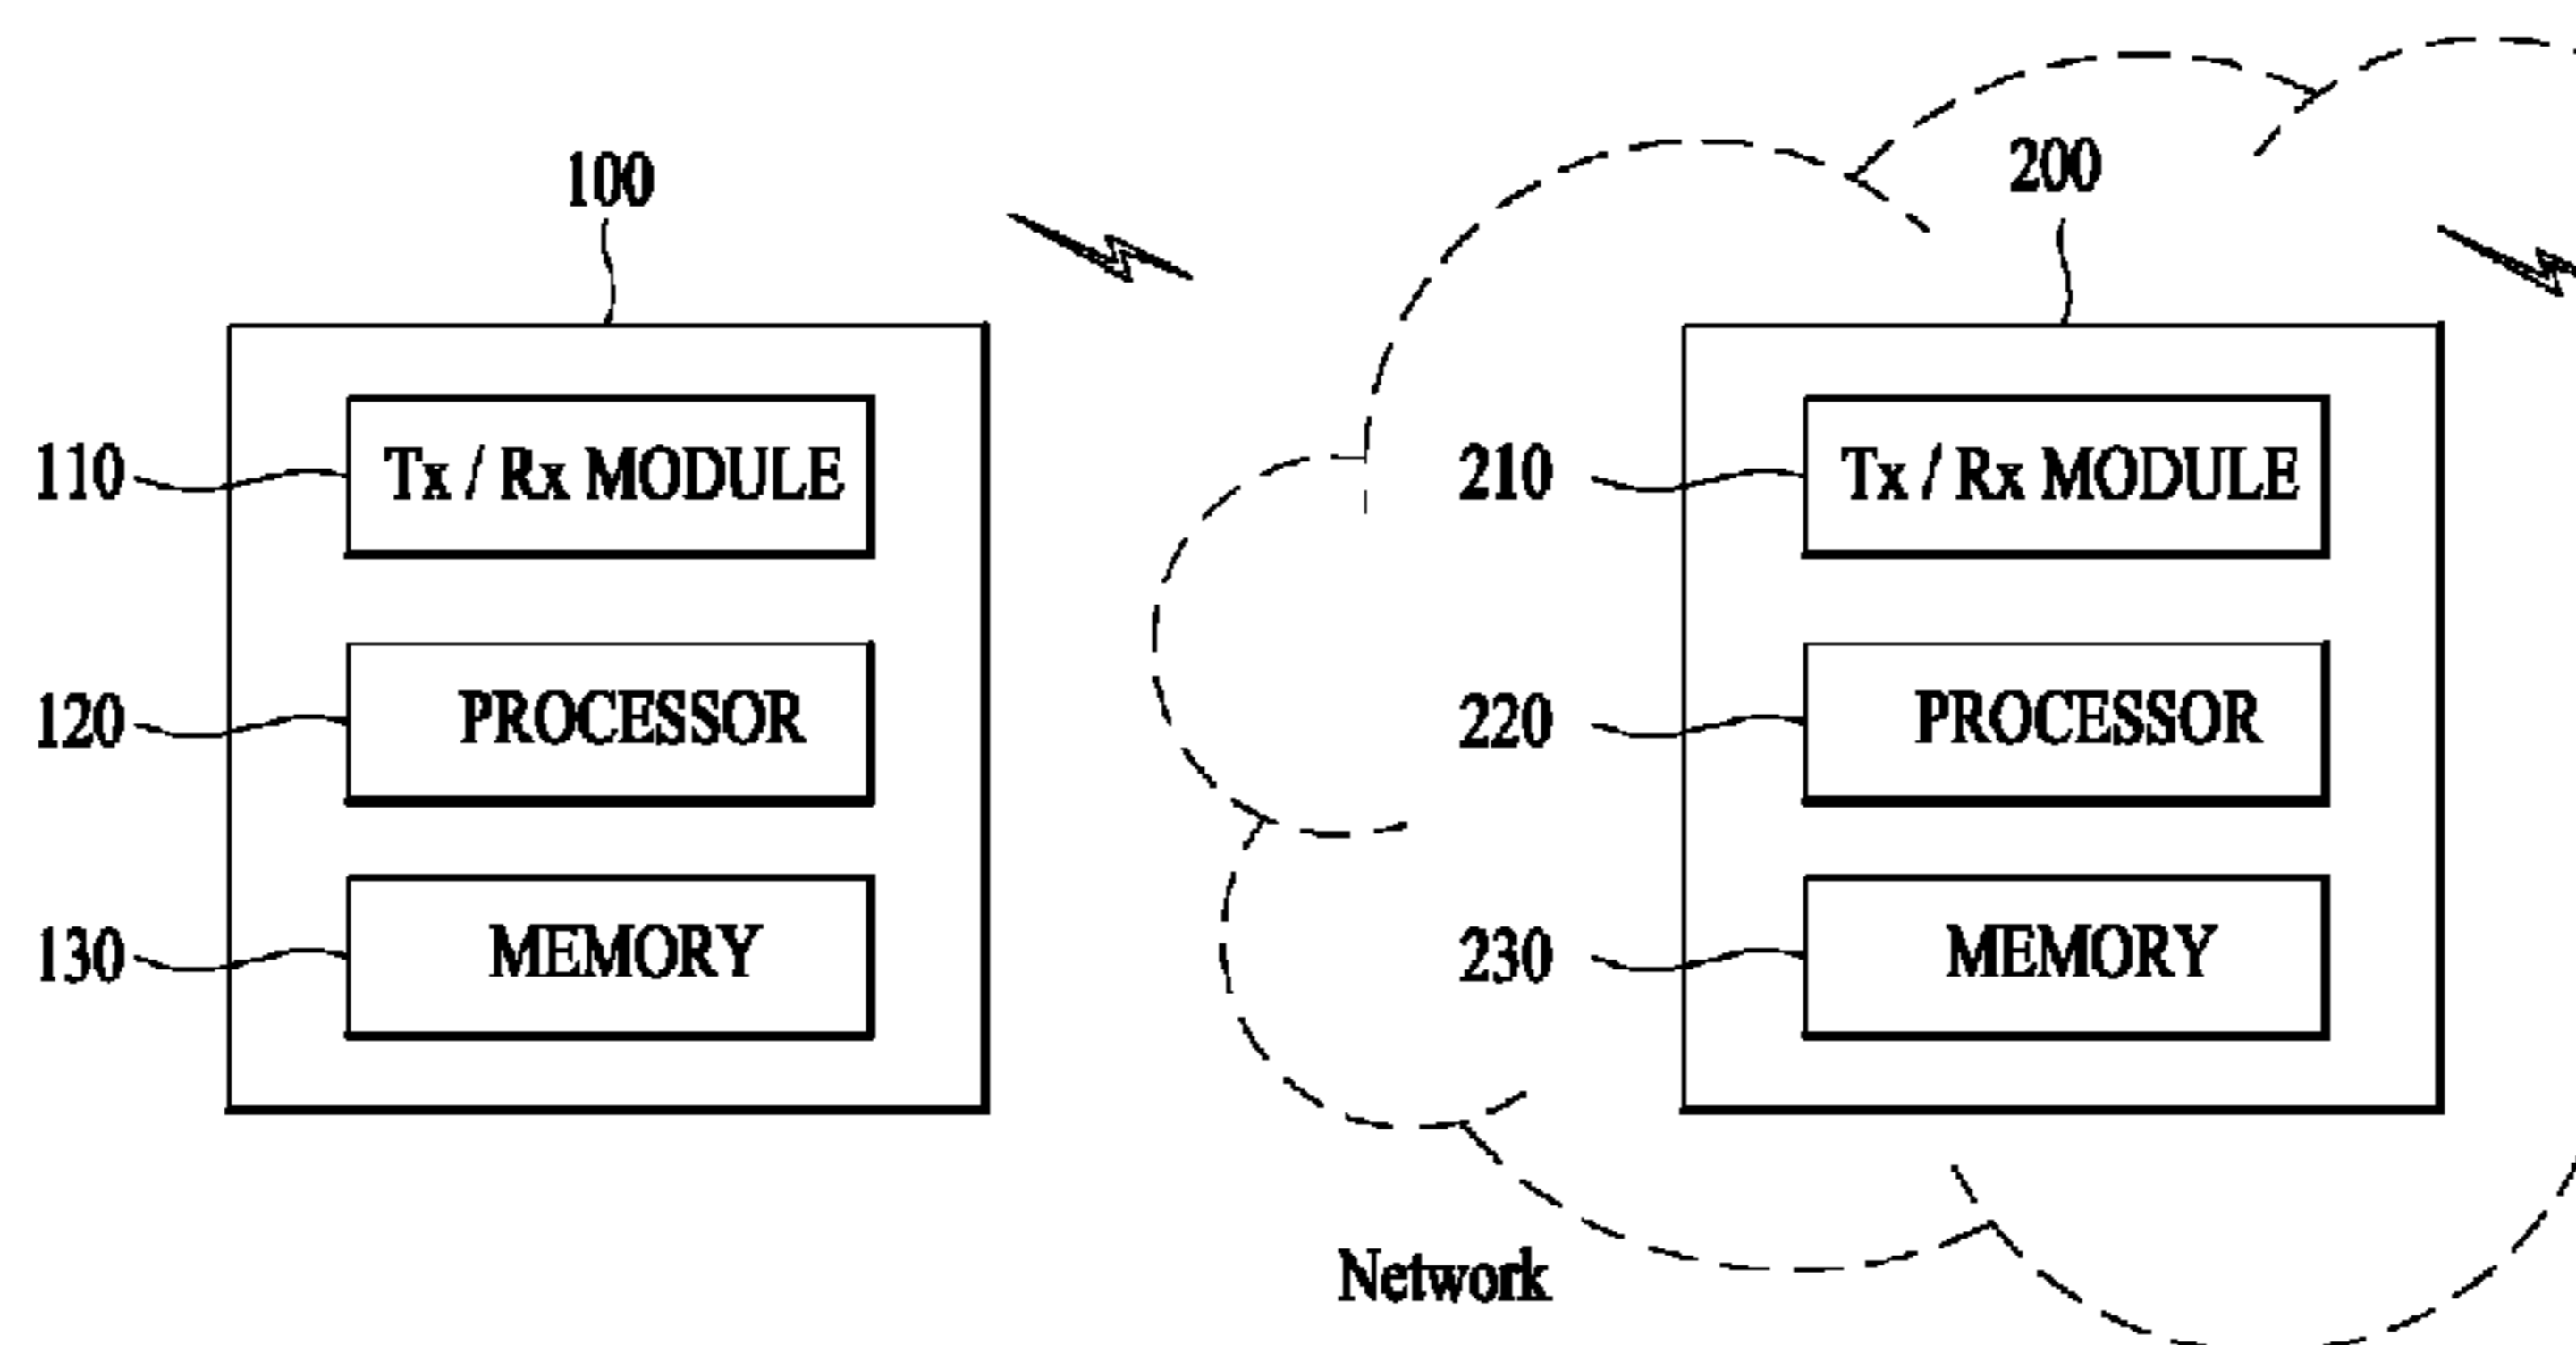 100
200
110
Tx / Rx MODULE
210
Tx / Rx MODULE
120
PROCESSOR
220
PROCESSOR
130
MEMORY
230
MEMORY
Network